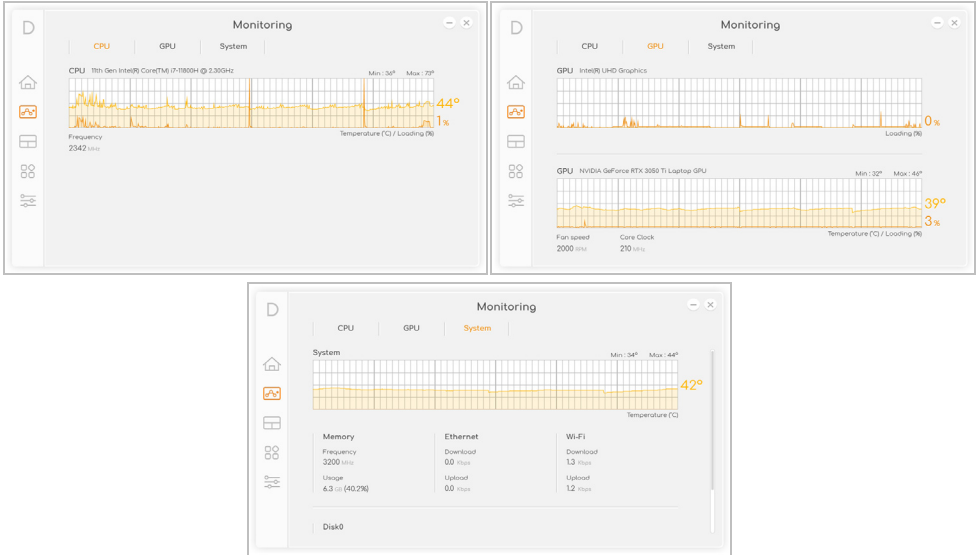 D
Monitoring
CPU GPU System
CPU 11th Gen Intel(R) Core(TM) i7-11800H @ 2.30GHz
Min : 36° Max : 73°
44°
1 %
Temperature (°C) / Loading (%)
Frequency
2342 MHz
D
Monitoring
CPU GPU System
GPU Intel(R) UHD Graphics
0 %
Loading (%)
GPU NVIDIA GeForce RTX 3050 Ti Laptop GPU
Min : 32° Max : 46°
39°
3 %
Temperature (°C) / Loading (%)
Fan speed Core Clock
2000 RPM 210 MHz
D
Monitoring
CPU GPU System
System
Min : 34° Max : 44°
42°
Temperature (°C)
Memory Ethernet Wi-Fi
Frequency Download Download
3200 MHz 0.0 Kbps 1.3 Kbps
Usage Upload Upload
6.3 GB (40.2%) 0.0 Kbps 1.2 Kbps
Disk0